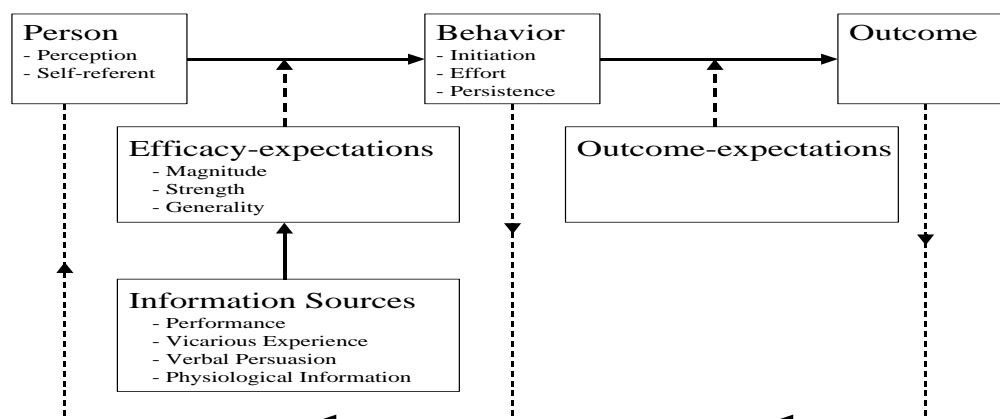 Person
- Perception
- Self-referent
Behavior
- Initiation
- Effort
- Persistence
Outcome
Efficacy-expectations
- Magnitude
- Strength
- Generality
Outcome-expectations
Information Sources
- Performance
- Vicarious Experience
- Verbal Persuasion
- Physiological Information